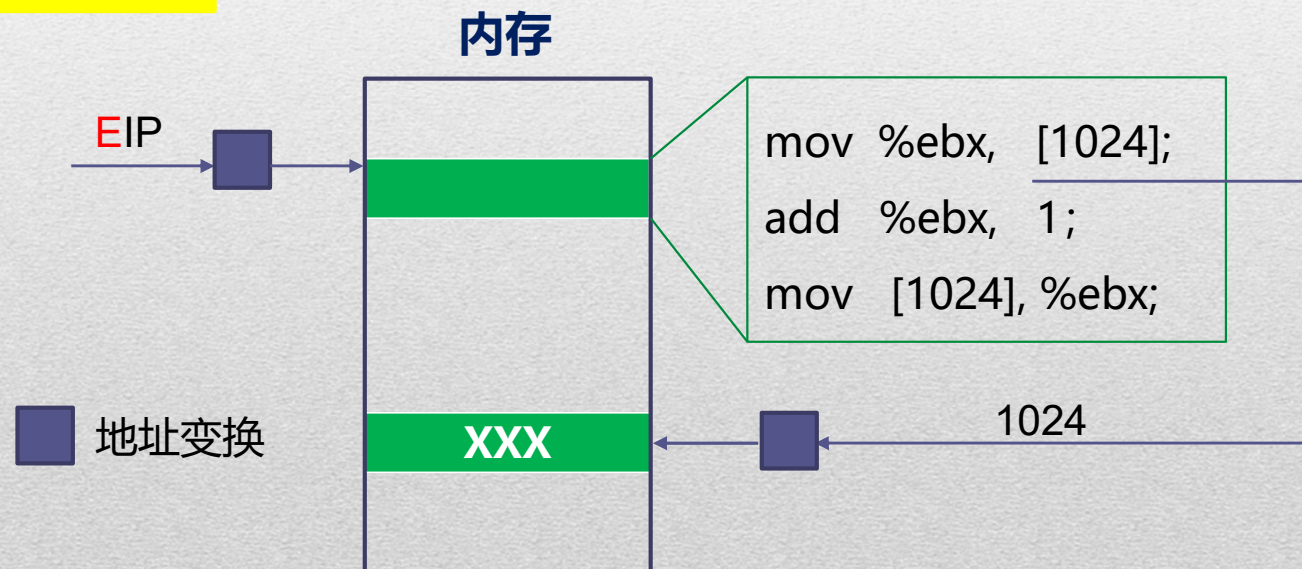 内存
EIP
mov %ebx, [1024];
add %ebx, 1;
mov [1024], %ebx;
地址变换
XXX
1024